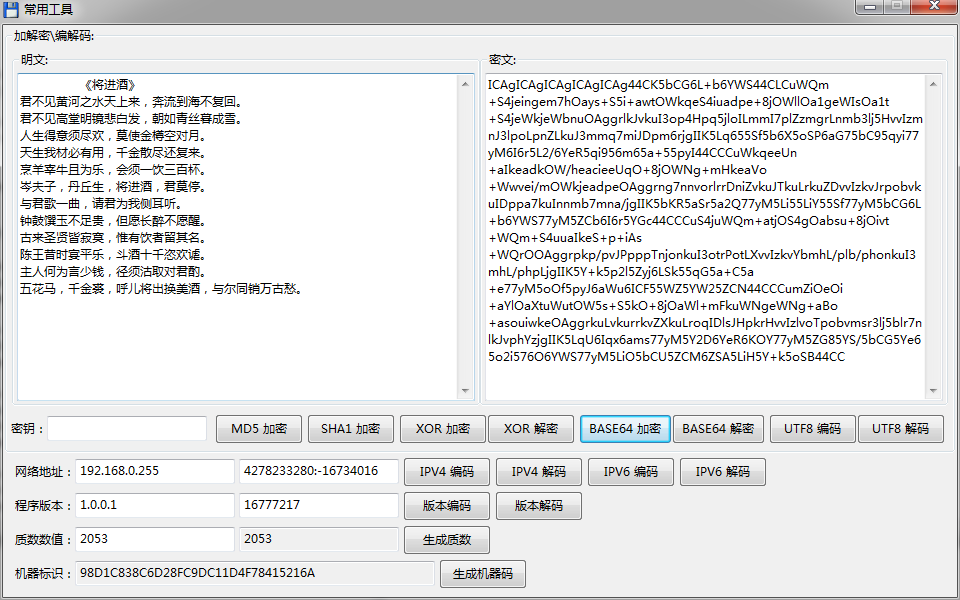 常用工具
加解密\编解码:
明文:
《将进酒》
君不见黄河之水天上来，奔流到海不复回。
君不见高堂明镜悲白发，朝如青丝暮成雪。
人生得意须尽欢，莫使金樽空对月。
天生我材必有用，千金散尽还复来。
烹羊宰牛且为乐，会须一饮三百杯。
岑夫子，丹丘生，将进酒，君莫停。
与君歌一曲，请君为我侧耳听。
钟鼓馔玉不足贵，但愿长醉不愿醒。
古来圣贤皆寂寞，惟有饮者留其名。
陈王昔时宴平乐，斗酒十千恣欢谑。
主人何为言少钱，径须沽取对君酌。
五花马，千金裘，呼儿将出换美酒，与尔同销万古愁。
密文:
ICAgICAgICAgICAgICAg44CK5bCG6L+b6YWS44CLCuWQm
+S4jeingem7hOays+S5i+awtOWkqeS4iuadpe+8jOWllOa1geWIsOa1t
+S4jeWkjeWbnuOAggrlkJvkuI3op4Hpq5jloILmmI7plZzmgrLnmb3lj5HvvIzm
nJ3lpoLpnZLkuJ3mmq7miJDpm6rjgIIK5Lq655Sf5b6X5oSP6aG75bC95qyi77
yM6I6r5L2/6YeR5qi956m65a+55pyI44CCCuWkqeeUn
+aIkeadkOW/heacieeUqO+8jOWNg+mHkeaVo
+Wwvei/mOWkjeadpeOAggrng7nnvorlrrDniZvkuJTkuLrkuZDvvIzkvJrpobvk
uIDppa7kuInnmb7mna/jgIIK5bKR5aSr5a2Q77yM5Li55LiY55Sf77yM5bCG6L
+b6YWS77yM5ZCb6I6r5YGc44CCCuS4juWQm+atjOS4gOabsu+8jOivt
+WQm+S4uuaIkeS+p+iAs
+WQrOOAggrpkp/pvJPpppTnjonkuI3otrPotLXvvIzkvYbmhL/plb/phonkuI3
mhL/phpLjgIIK5Y+k5p2l5Zyj6LSk55qG5a+C5a
+e77yM5oOf5pyJ6aWu6ICF55WZ5YW25ZCN44CCCumZiOeOi
+aYlOaXtuWutOW5s+S5kO+8jOaWl+mFkuWNgeWNg+aBo
+asouiwkeOAggrkuLvkurrkvZXkuLroqIDlsJHpkrHvvIzlvoTpobvmsr3lj5blr7n
lkJvphYzjgIIK5LqU6Iqx6ams77yM5Y2D6YeR6KOY77yM5ZG85YS/5bCG5Ye6
5o2i576O6YWS77yM5LiO5bCU5ZCM6ZSA5LiH5Y+k5oSB44CC
密钥： MD5 加密 SHA1 加密 XOR 加密 XOR 解密 BASE64 加密 BASE64 解密 UTF8 编码 UTF8 解码
网络地址： 192.168.0.255 4278233280:-16734016 IPV4 编码 IPV4 解码 IPV6 编码 IPV6 解码
程序版本： 1.0.0.1 16777217 版本编码 版本解码
质数数值： 2053 2053 生成质数
机器标识： 98D1C838C6D28FC9DC11D4F78415216A 生成机器码